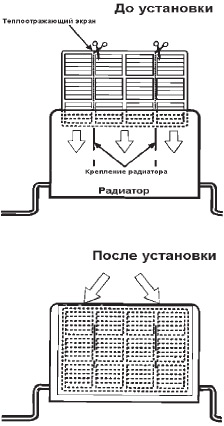 До установки
Теплоотражающий экран
Крепление радиатора
Радиатор
После установки